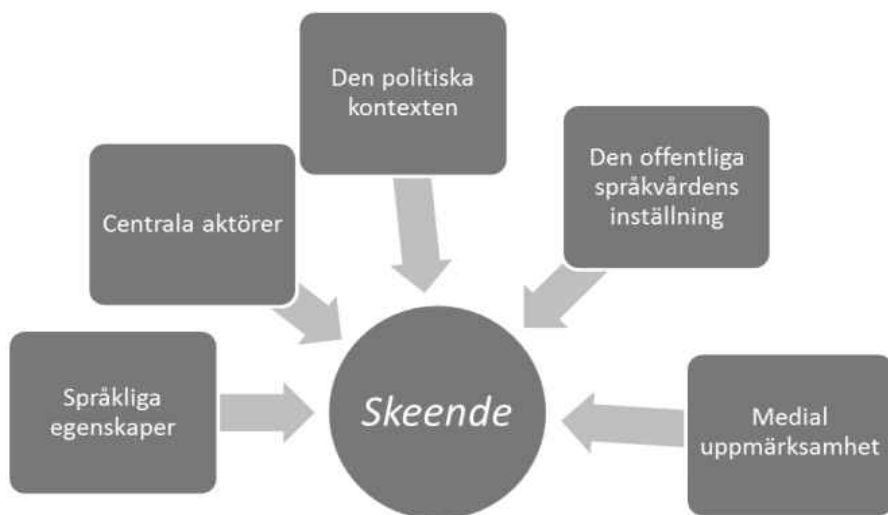 Den politiska
kontexten
Den offentliga
språkvårdens
inställning
Centrala aktörer
Språkliga
egenskaper
Skeende
Medial
uppmärksamhet